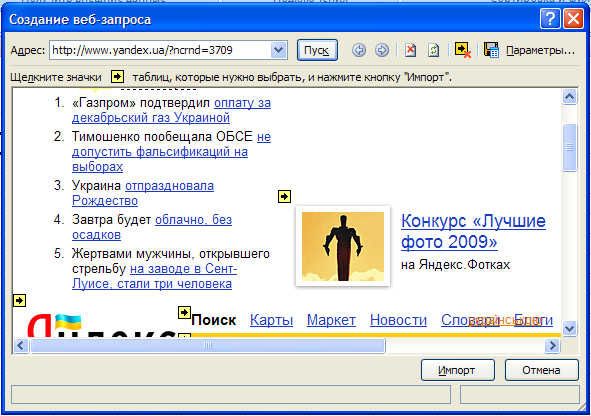 Создание веб-запроса
Адрес: http://www.yandex.ua/?ncrnd=3709 Пуск Параметры...
Щелкните значки таблиц, которые нужно выбрать, и нажмите кнопку "Импорт".
1. «Газпром» подтвердил оплату за
декабрьский газ Украиной
2. Тимошенко пообещала ОБСЕ не
допустить фальсификаций на
выборах
3. Украина отпраздновала
Рождество
4. Завтра будет облачно, без
осадков
5. Жертвами мужчины, открывшего
стрельбу на заводе в Сент-
Луисе, стали три человека
Конкурс «Лучшие
фото 2009»
на Яндекс.Фотках
Яндекс
Поиск Карты Маркет Новости Словари Блоги
Импорт Отмена